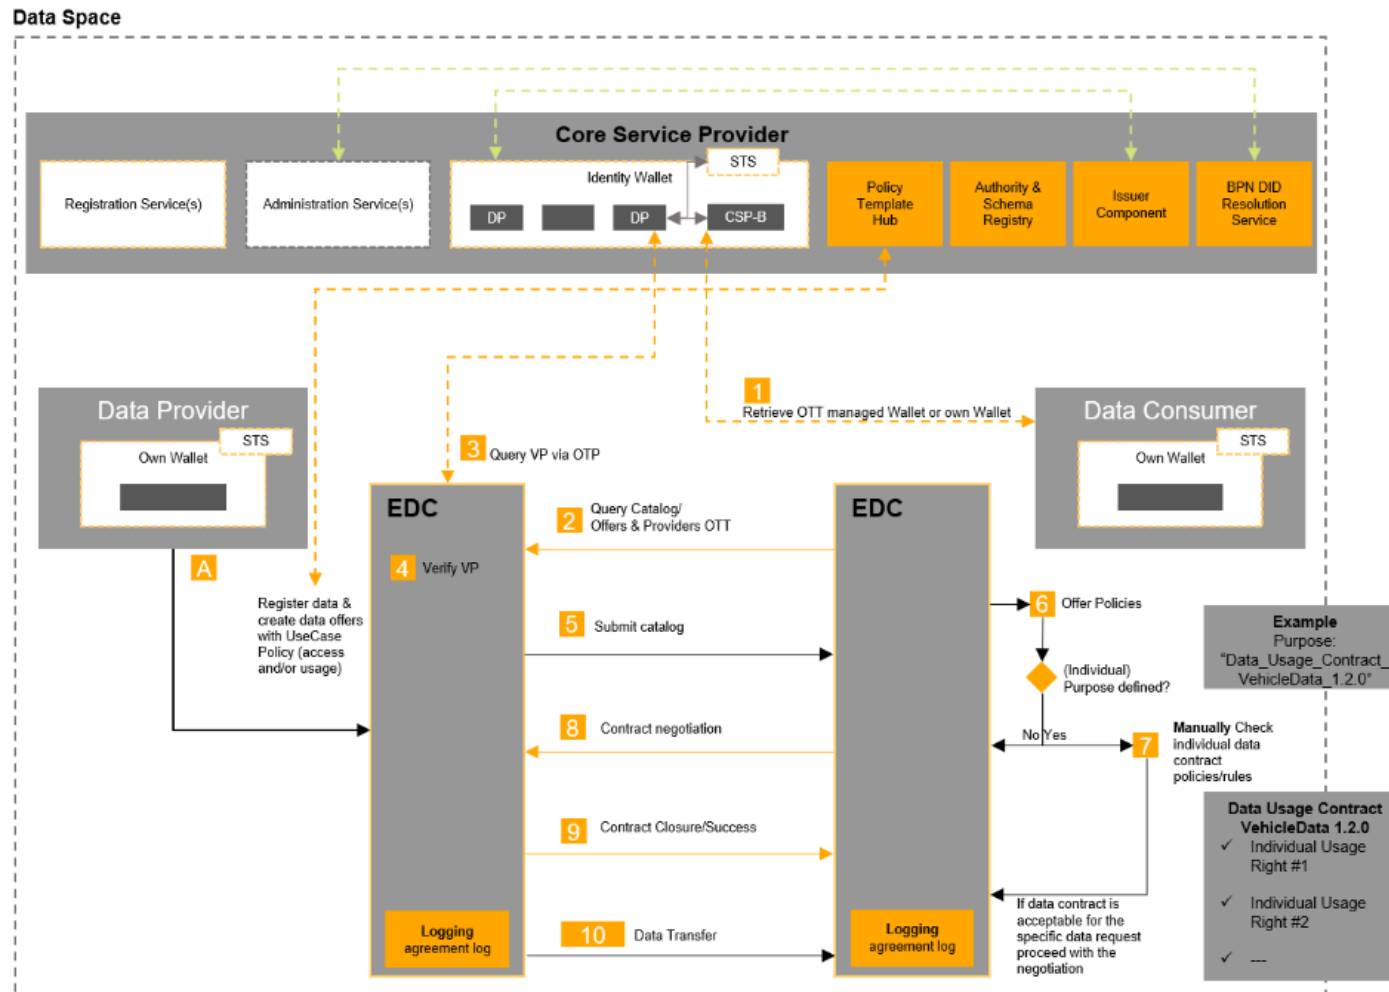 Data Space
Core Service Provider
Registration Service(s)
Administration Service(s)
STS
Identity Wallet
DP
DP
CSP-B
Policy
Template
Hub
Authority &
Schema
Registry
Issuer
Component
BPN DID
Resolution
Service
1
Retrieve OTT managed Wallet or own Wallet
Data Provider
STS
Own Wallet
Data Consumer
STS
Own Wallet
3
Query VP via OTP
A
Register data &
create data offers
with UseCase
Policy (access
and/or usage)
EDC
EDC
2
Query Catalog/
Offers & Providers OTT
4
Verify VP
5
Submit catalog
6
Offer Policies
(Individual)
Purpose defined?
Example
Purpose:
“Data_Usage_Contract_
VehicleData_1.2.0”
8
Contract negotiation
No
Yes
7
Manually Check
individual data
contract
policies/rules
9
Contract Closure/Success
Data Usage Contract
VehicleData 1.2.0
✓ Individual Usage
Right #1
✓ Individual Usage
Right #2
✓ ---
If data contract is
acceptable for the
specific data request
proceed with the
negotiation
Logging
agreement log
10
Data Transfer
Logging
agreement log